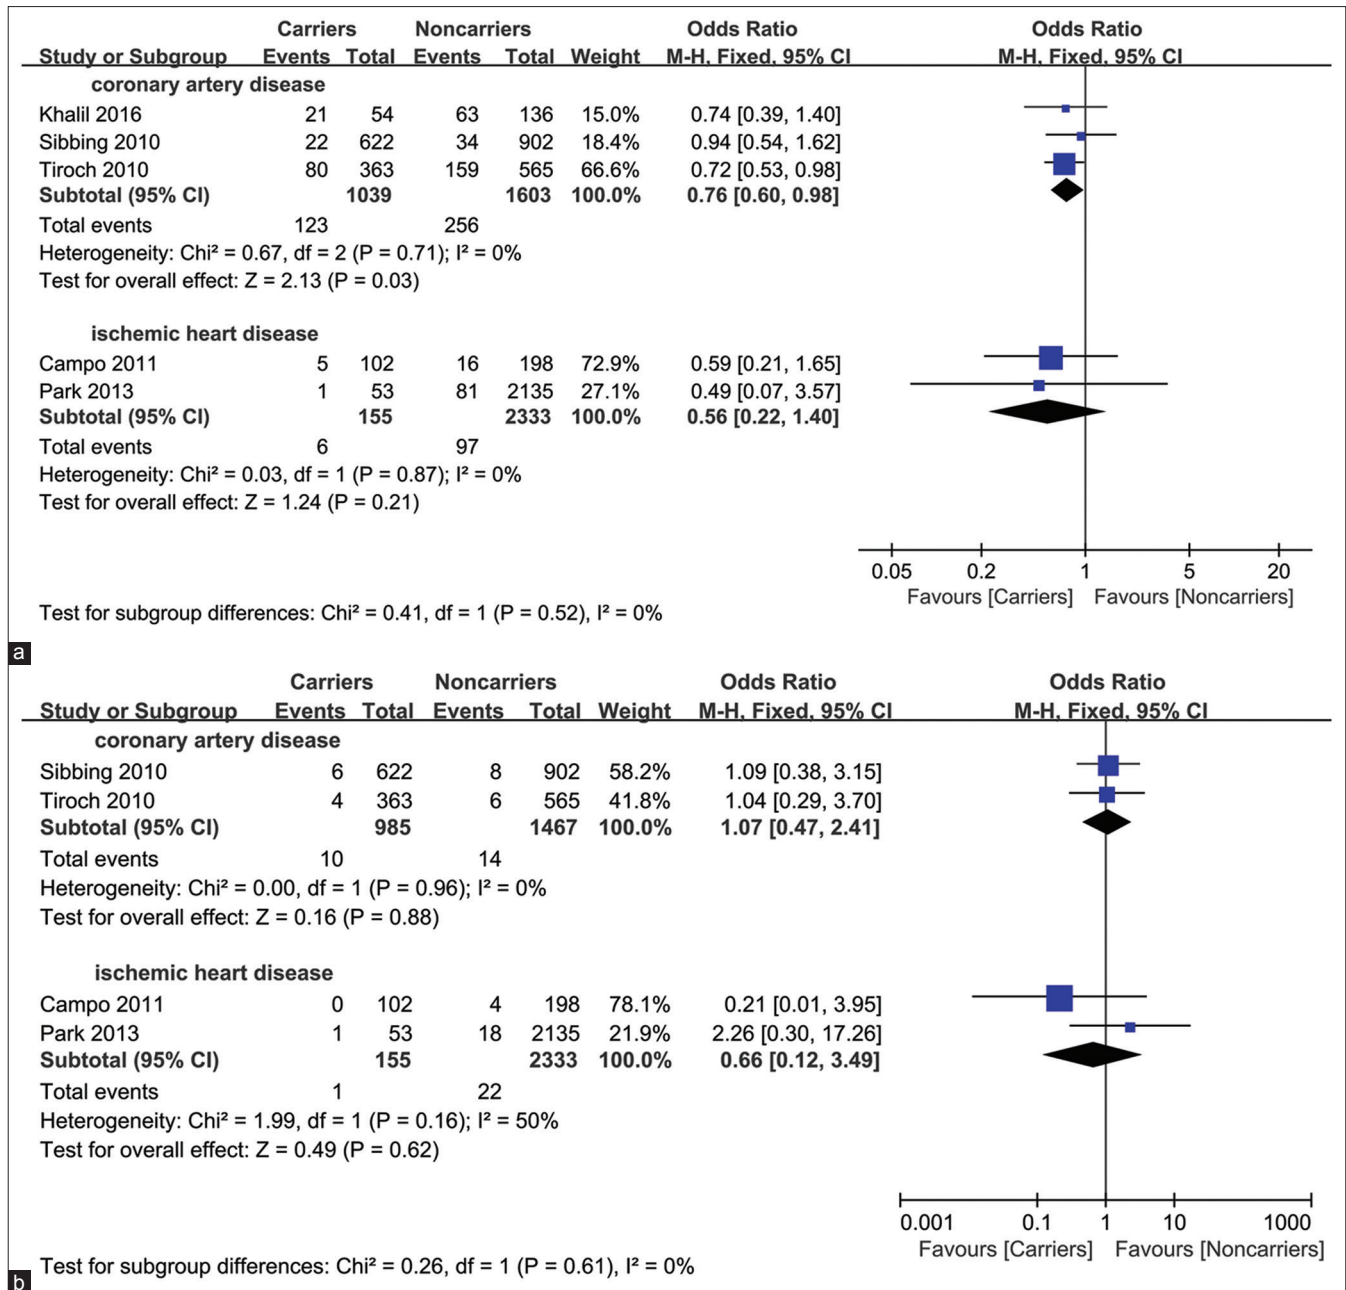 Carriers Noncarriers Odds Ratio Odds Ratio
Study or Subgroup Events Total Events Total Weight M-H, Fixed, 95% CI M-H, Fixed, 95% CI
coronary artery disease
Khalil 2016 21 54 63 136 15.0% 0.74 [0.39, 1.40]
Sibbing 2010 22 622 34 902 18.4% 0.94 [0.54, 1.62]
Tiroch 2010 80 363 159 565 66.6% 0.72 [0.53, 0.98]
Subtotal (95% CI) 1039 1603 100.0% 0.76 [0.60, 0.98]
Total events 123 256
Heterogeneity: Chi² = 0.67, df = 2 (P = 0.71); I² = 0%
Test for overall effect: Z = 2.13 (P = 0.03)
ischemic heart disease
Campo 2011 5 102 16 198 72.9% 0.59 [0.21, 1.65]
Park 2013 1 53 81 2135 27.1% 0.49 [0.07, 3.57]
Subtotal (95% CI) 155 2333 100.0% 0.56 [0.22, 1.40]
Total events 6 97
Heterogeneity: Chi² = 0.03, df = 1 (P = 0.87); I² = 0%
Test for overall effect: Z = 1.24 (P = 0.21)
0.05 0.2 1 5 20
Favours [Carriers] Favours [Noncarriers]
Test for subgroup differences: Chi² = 0.41, df = 1 (P = 0.52), I² = 0%
a
Carriers Noncarriers Odds Ratio Odds Ratio
Study or Subgroup Events Total Events Total Weight M-H, Fixed, 95% CI M-H, Fixed, 95% CI
coronary artery disease
Sibbing 2010 6 622 8 902 58.2% 1.09 [0.38, 3.15]
Tiroch 2010 4 363 6 565 41.8% 1.04 [0.29, 3.70]
Subtotal (95% CI) 985 1467 100.0% 1.07 [0.47, 2.41]
Total events 10 14
Heterogeneity: Chi² = 0.00, df = 1 (P = 0.96); I² = 0%
Test for overall effect: Z = 0.16 (P = 0.88)
ischemic heart disease
Campo 2011 0 102 4 198 78.1% 0.21 [0.01, 3.95]
Park 2013 1 53 18 2135 21.9% 2.26 [0.30, 17.26]
Subtotal (95% CI) 155 2333 100.0% 0.66 [0.12, 3.49]
Total events 1 22
Heterogeneity: Chi² = 1.99, df = 1 (P = 0.16); I² = 50%
Test for overall effect: Z = 0.49 (P = 0.62)
0.001 0.1 1 10 1000
Favours [Carriers] Favours [Noncarriers]
Test for subgroup differences: Chi² = 0.26, df = 1 (P = 0.61), I² = 0%
b